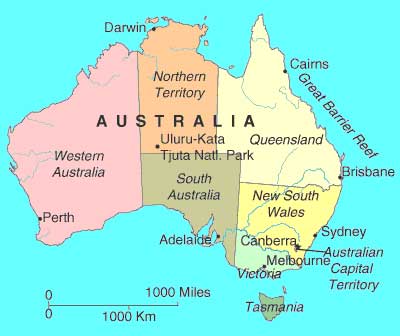 Darwin
Cairns
Great Barrier Reef
Northern
Territory
AUSTRALIA
Uluru-Kata
Tjuta Natl. Park
Queensland
Western
Australia
South
Australia
Brisbane
New South
Wales
Perth
Adelaide
Canberra
Sydney
Australian
Capital
Territory
Melbourne
Victoria
Tasmania
0 1000 Miles
0 1000 Km